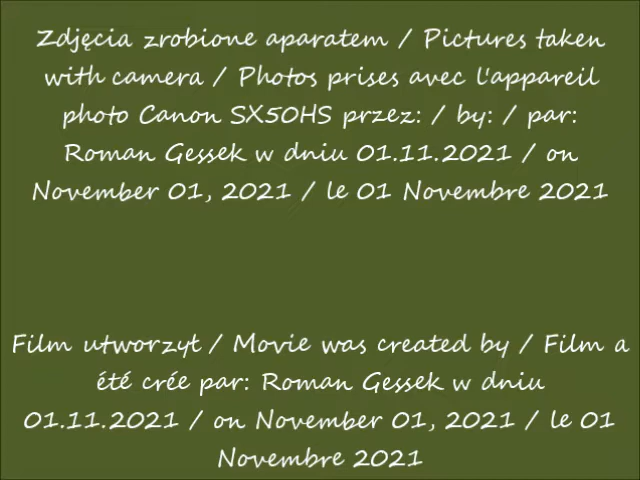 Zdjęcia zrobione aparatem / Pictures taken
with camera / Photos prises avec l'appareil
photo Canon SX50HS przez: / by: / par:
Roman Gessek w dniu 01.11.2021 / on
November 01, 2021 / le 01 Novembre 2021
Film utworzył / Movie was created by / Film a
été crée par: Roman Gessek w dniu
01.11.2021 / on November 01, 2021 / le 01
Novembre 2021